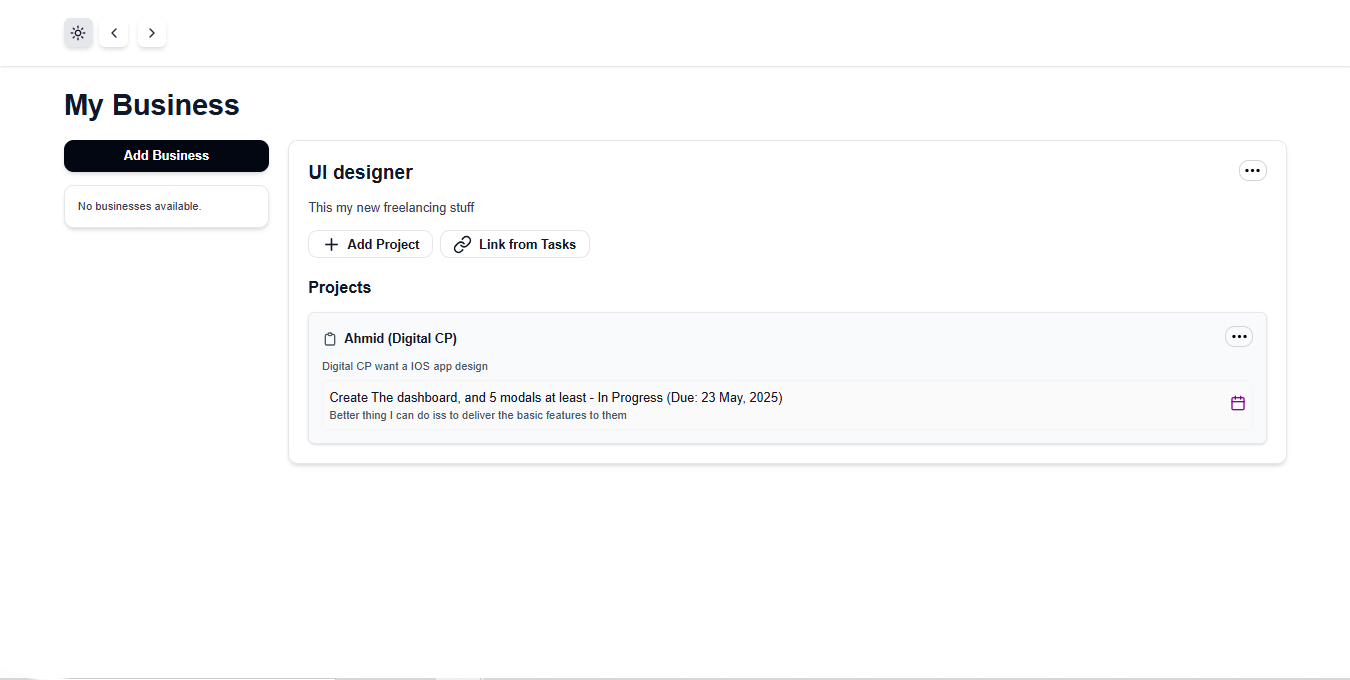 My Business
Add Business
No businesses available.
UI designer
This my new freelancing stuff
Add Project
Link from Tasks
Projects
Ahmid (Digital CP)
Digital CP want a IOS app design
Create The dashboard, and 5 modals at least - In Progress (Due: 23 May, 2025)
Better thing I can do iss to deliver the basic features to them